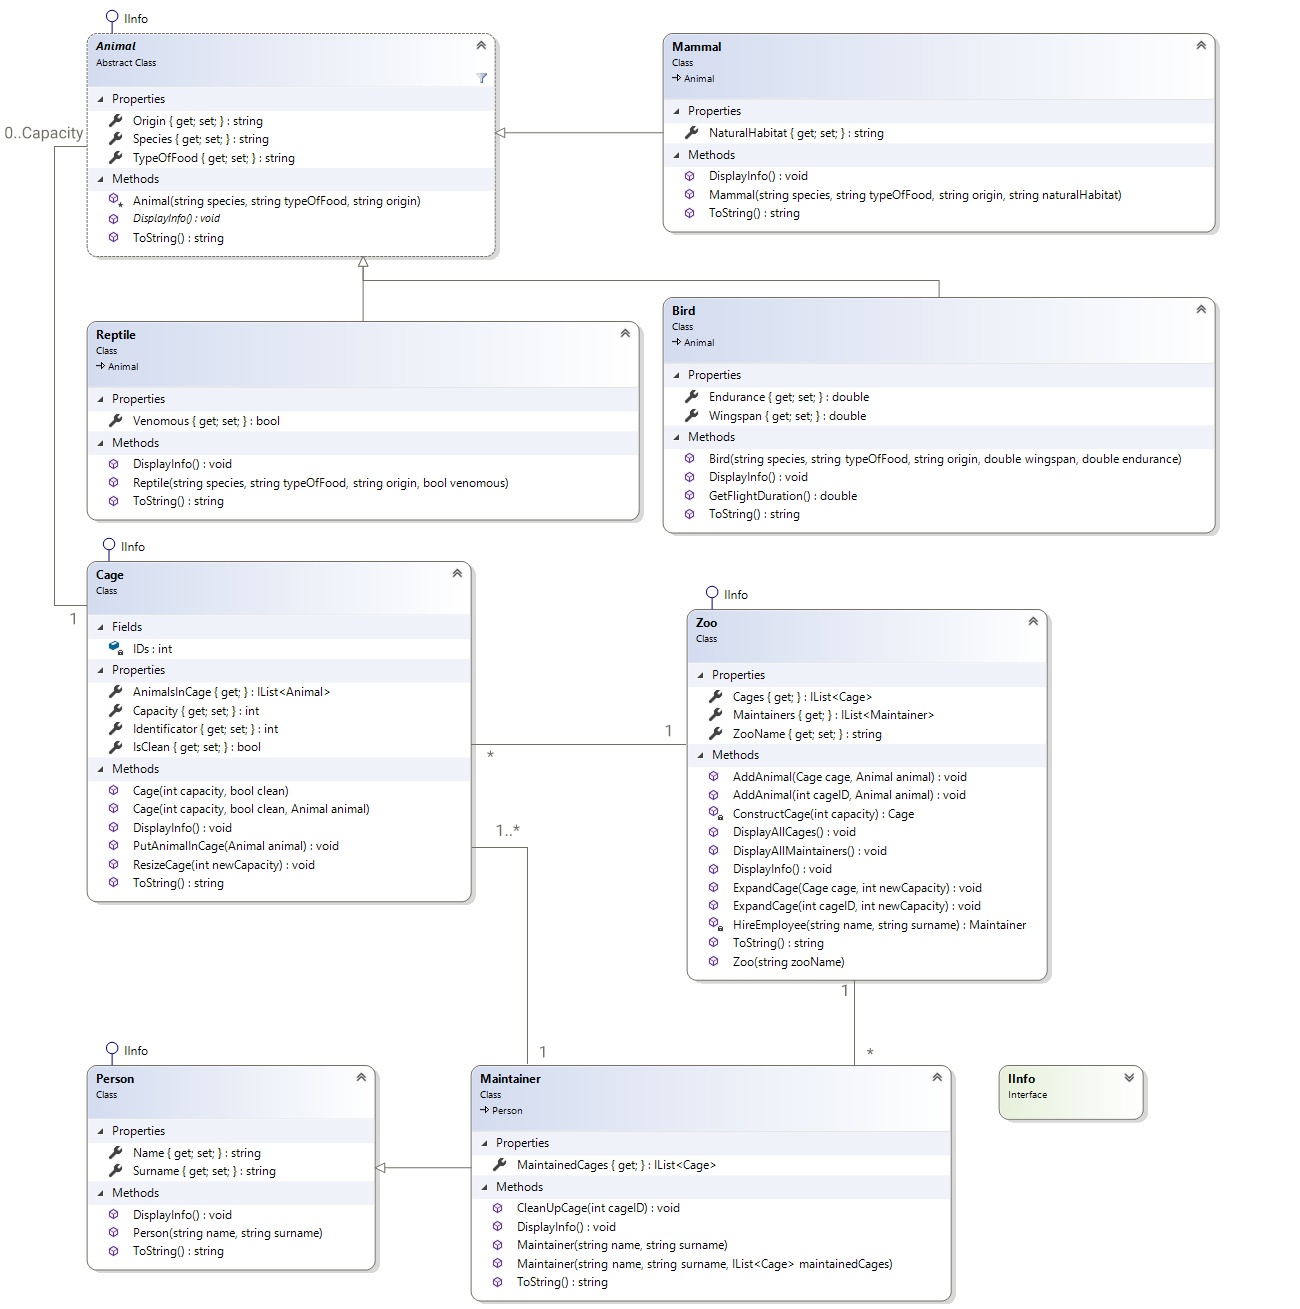 IInfo
Animal
Abstract Class
Properties
Origin { get; set; } : string
Species { get; set; } : string
TypeOfFood { get; set; } : string
Methods
Animal(string species, string typeOfFood, string origin)
DisplayInfo() : void
ToString() : string
0..Capacity
Mammal
Class
Animal
Properties
NaturalHabitat { get; set; } : string
Methods
DisplayInfo() : void
Mammal(string species, string typeOfFood, string origin, string naturalHabitat)
ToString() : string
Reptile
Class
Animal
Properties
Venomous { get; set; } : bool
Methods
DisplayInfo() : void
Reptile(string species, string typeOfFood, string origin, bool venomous)
ToString() : string
Bird
Class
Animal
Properties
Endurance { get; set; } : double
Wingspan { get; set; } : double
Methods
Bird(string species, string typeOfFood, string origin, double wingspan, double endurance)
DisplayInfo() : void
GetFlightDuration() : double
ToString() : string
IInfo
Cage
Class
1
Fields
IDs : int
Properties
AnimalsInCage { get; } : IList<Animal>
Capacity { get; set; } : int
Identificator { get; set; } : int
IsClean { get; set; } : bool
Methods
Cage(int capacity, bool clean)
Cage(int capacity, bool clean, Animal animal)
DisplayInfo() : void
PutAnimalInCage(Animal animal) : void
ResizeCage(int newCapacity) : void
ToString() : string
1
*
1..*
IInfo
Zoo
Class
Properties
Cages { get; } : IList<Cage>
Maintainers { get; } : IList<Maintainer>
ZooName { get; set; } : string
Methods
AddAnimal(Cage cage, Animal animal) : void
AddAnimal(int cageID, Animal animal) : void
ConstructCage(int capacity) : Cage
DisplayAllCages() : void
DisplayAllMaintainers() : void
DisplayInfo() : void
ExpandCage(Cage cage, int newCapacity) : void
ExpandCage(int cageID, int newCapacity) : void
HireEmployee(string name, string surname) : Maintainer
ToString() : string
Zoo(string zooName)
1
*
1
IInfo
Person
Class
Properties
Name { get; set; } : string
Surname { get; set; } : string
Methods
DisplayInfo() : void
Person(string name, string surname)
ToString() : string
Maintainer
Class
Person
Properties
MaintainedCages { get; } : IList<Cage>
Methods
CleanUpCage(int cageID) : void
DisplayInfo() : void
Maintainer(string name, string surname)
Maintainer(string name, string surname, IList<Cage> maintainedCages)
ToString() : string
IInfo
Interface